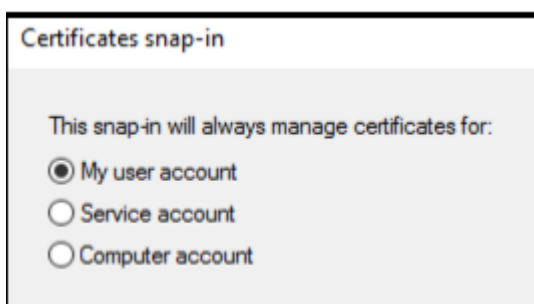 Certificates snap-in
This snap-in will always manage certificates for:
My user account
Service account
Computer account